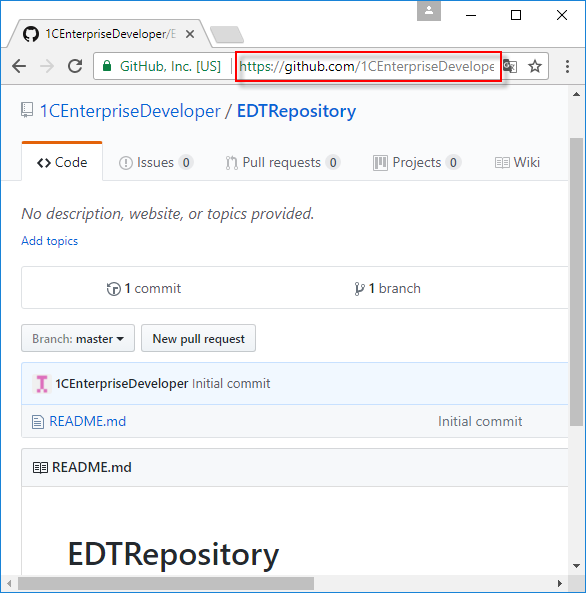 1CEnterpriseDeveloper/E
GitHub, Inc. [US] https://github.com/1CEnterpriseDevelope
1CEnterpriseDeveloper / EDTRepository
Code Issues 0 Pull requests 0 Projects 0 Wiki
No description, website, or topics provided.
Add topics
1 commit 1 branch
Branch: master New pull request
1CEnterpriseDeveloper Initial commit
README.md Initial commit
README.md
EDTRepository